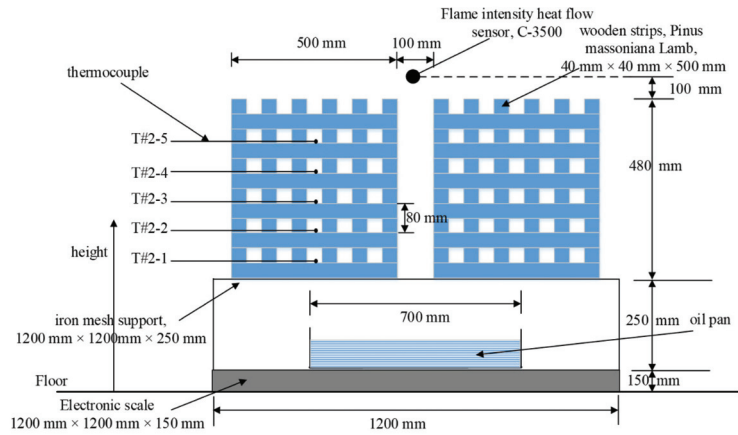 Flame intensity heat flow
sensor, C-3500
wooden strips, Pinus
massoniana Lamb,
40 mm × 40 mm × 500 mm
500 mm
100 mm
thermocouple
100 mm
T#2-5
T#2-4
T#2-3
T#2-2
T#2-1
480 mm
80 mm
height
iron mesh support,
1200 mm × 1200mm × 250 mm
700 mm
250 mm
oil pan
Floor
150 mm
Electronic scale
1200 mm × 1200 mm × 150 mm
1200 mm